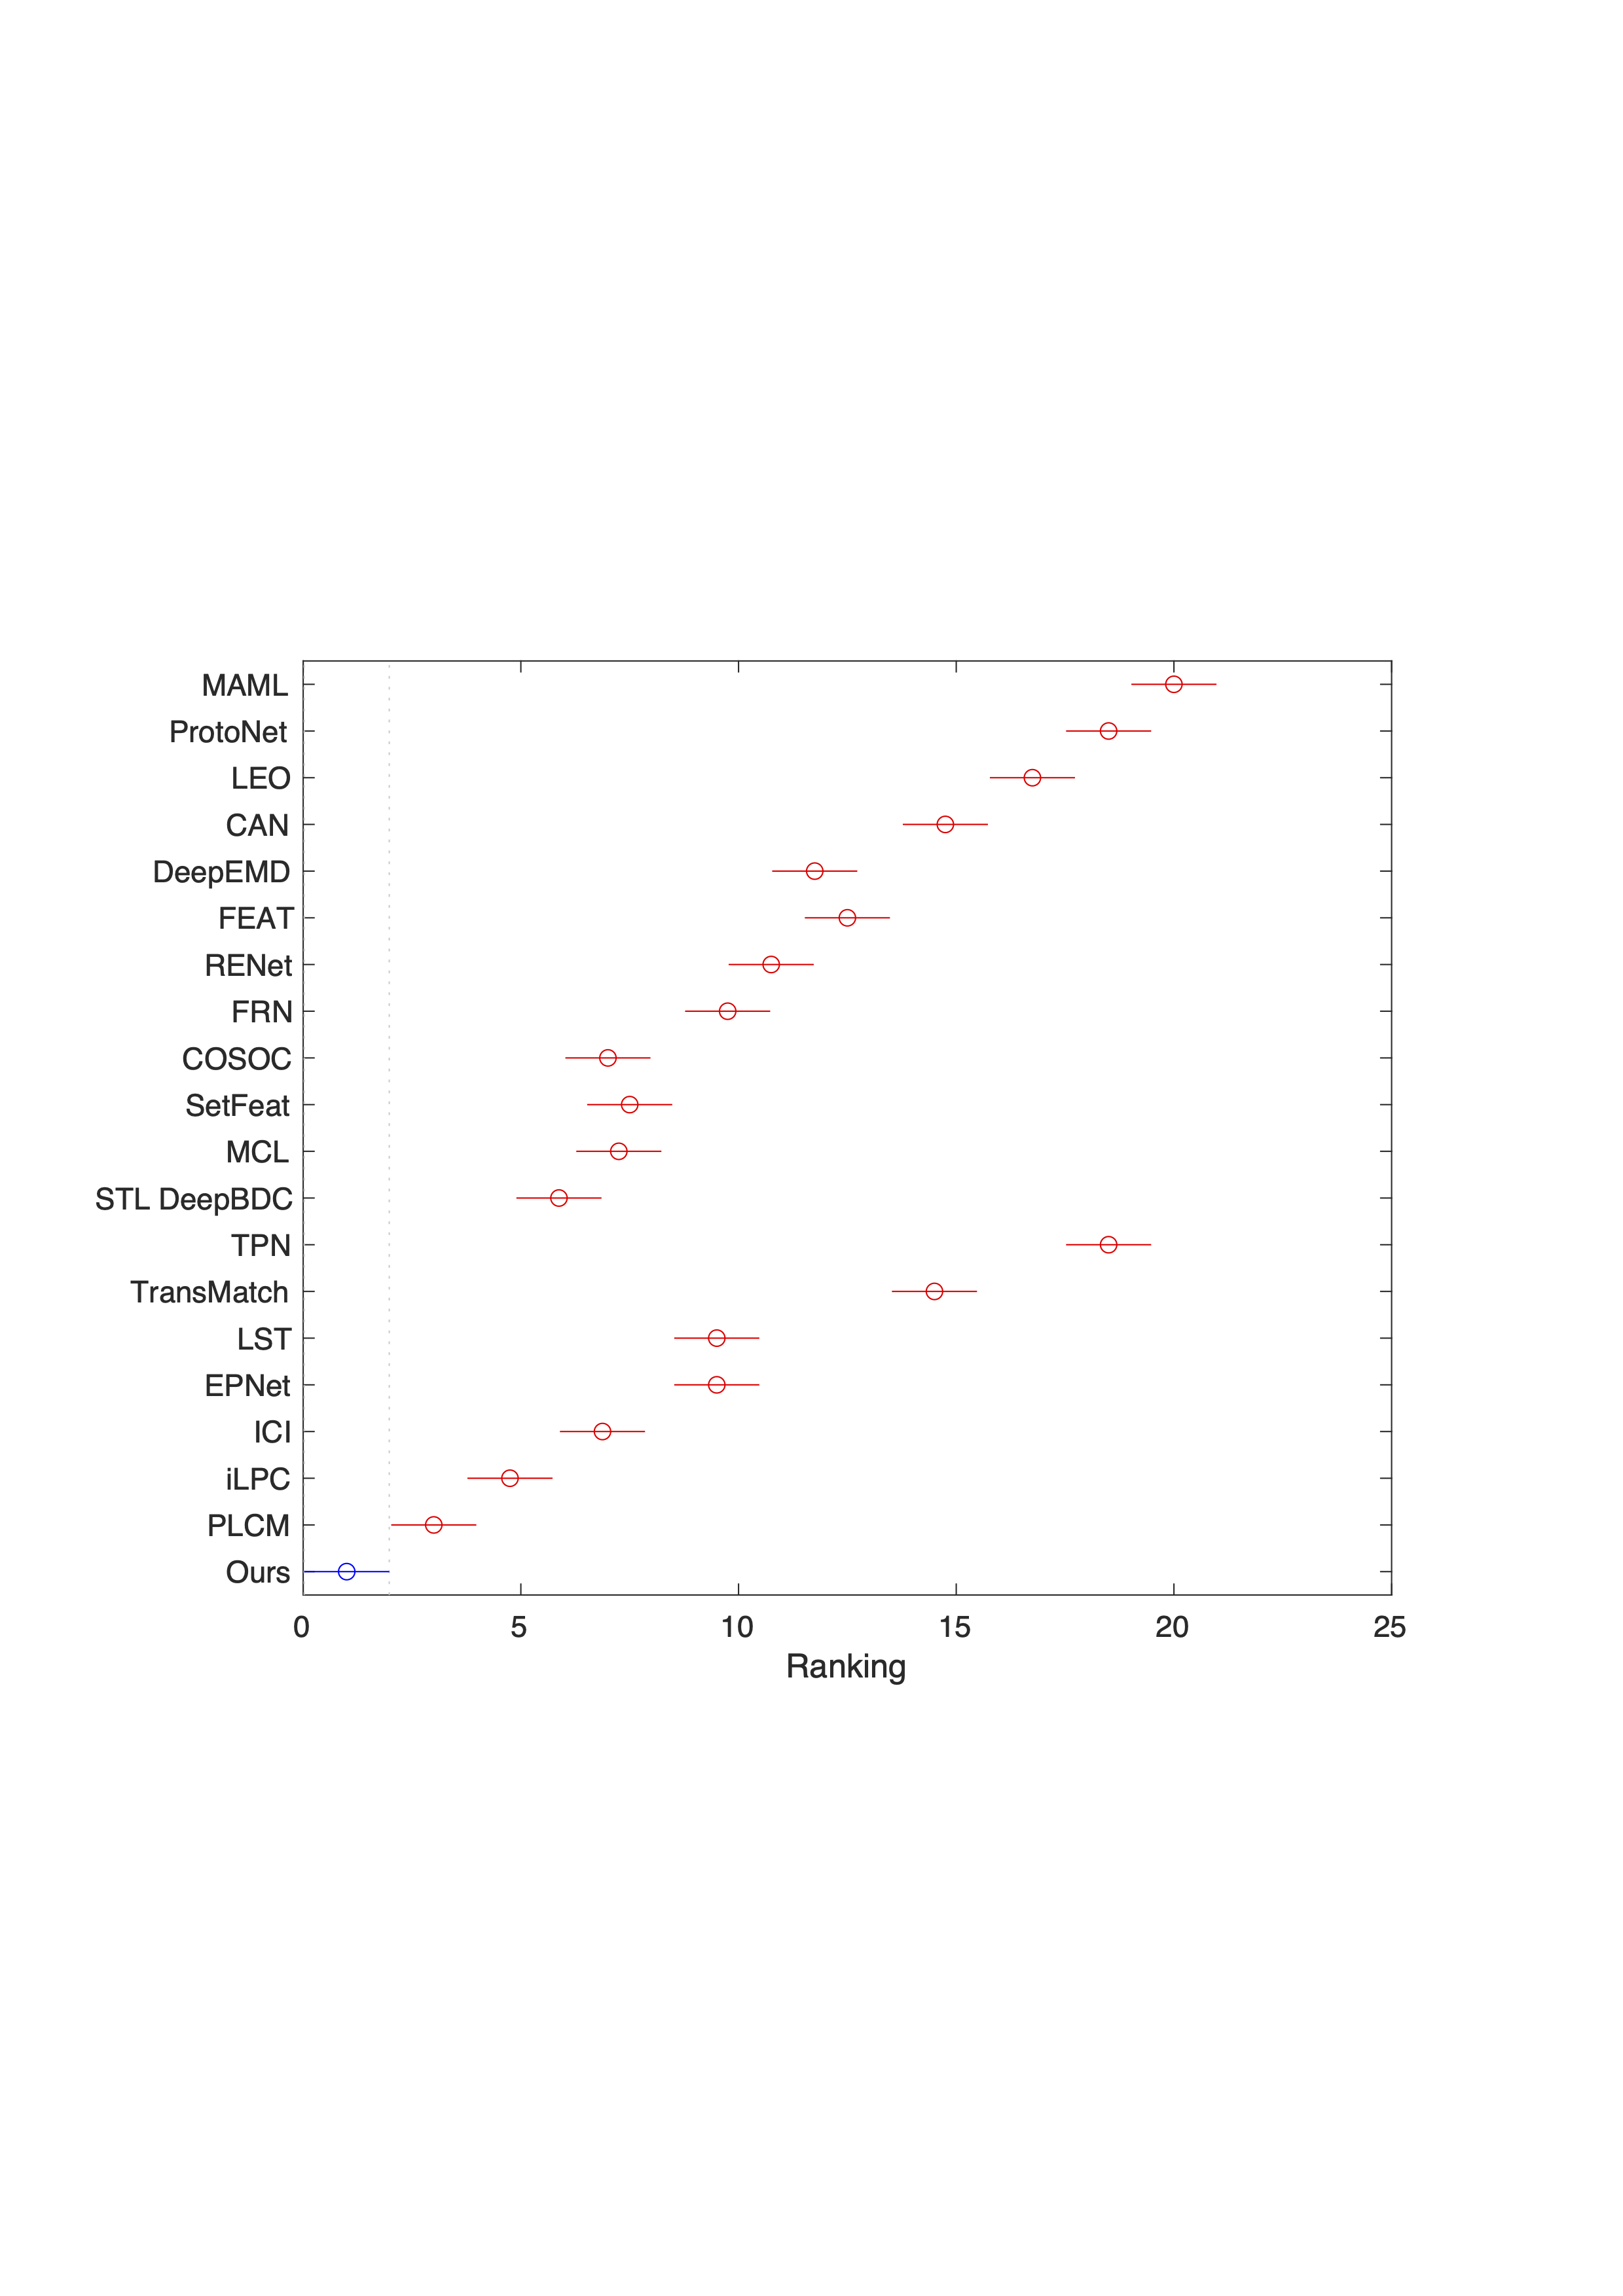 MAML
ProtoNet
LEO
CAN
DeepEMD
FEAT
RENet
FRN
COSOC
SetFeat
MCL
STL DeepBDC
TPN
TransMatch
LST
EPNet
ICI
iLPC
PLCM
Ours
0 5 10 15 20 25
Ranking